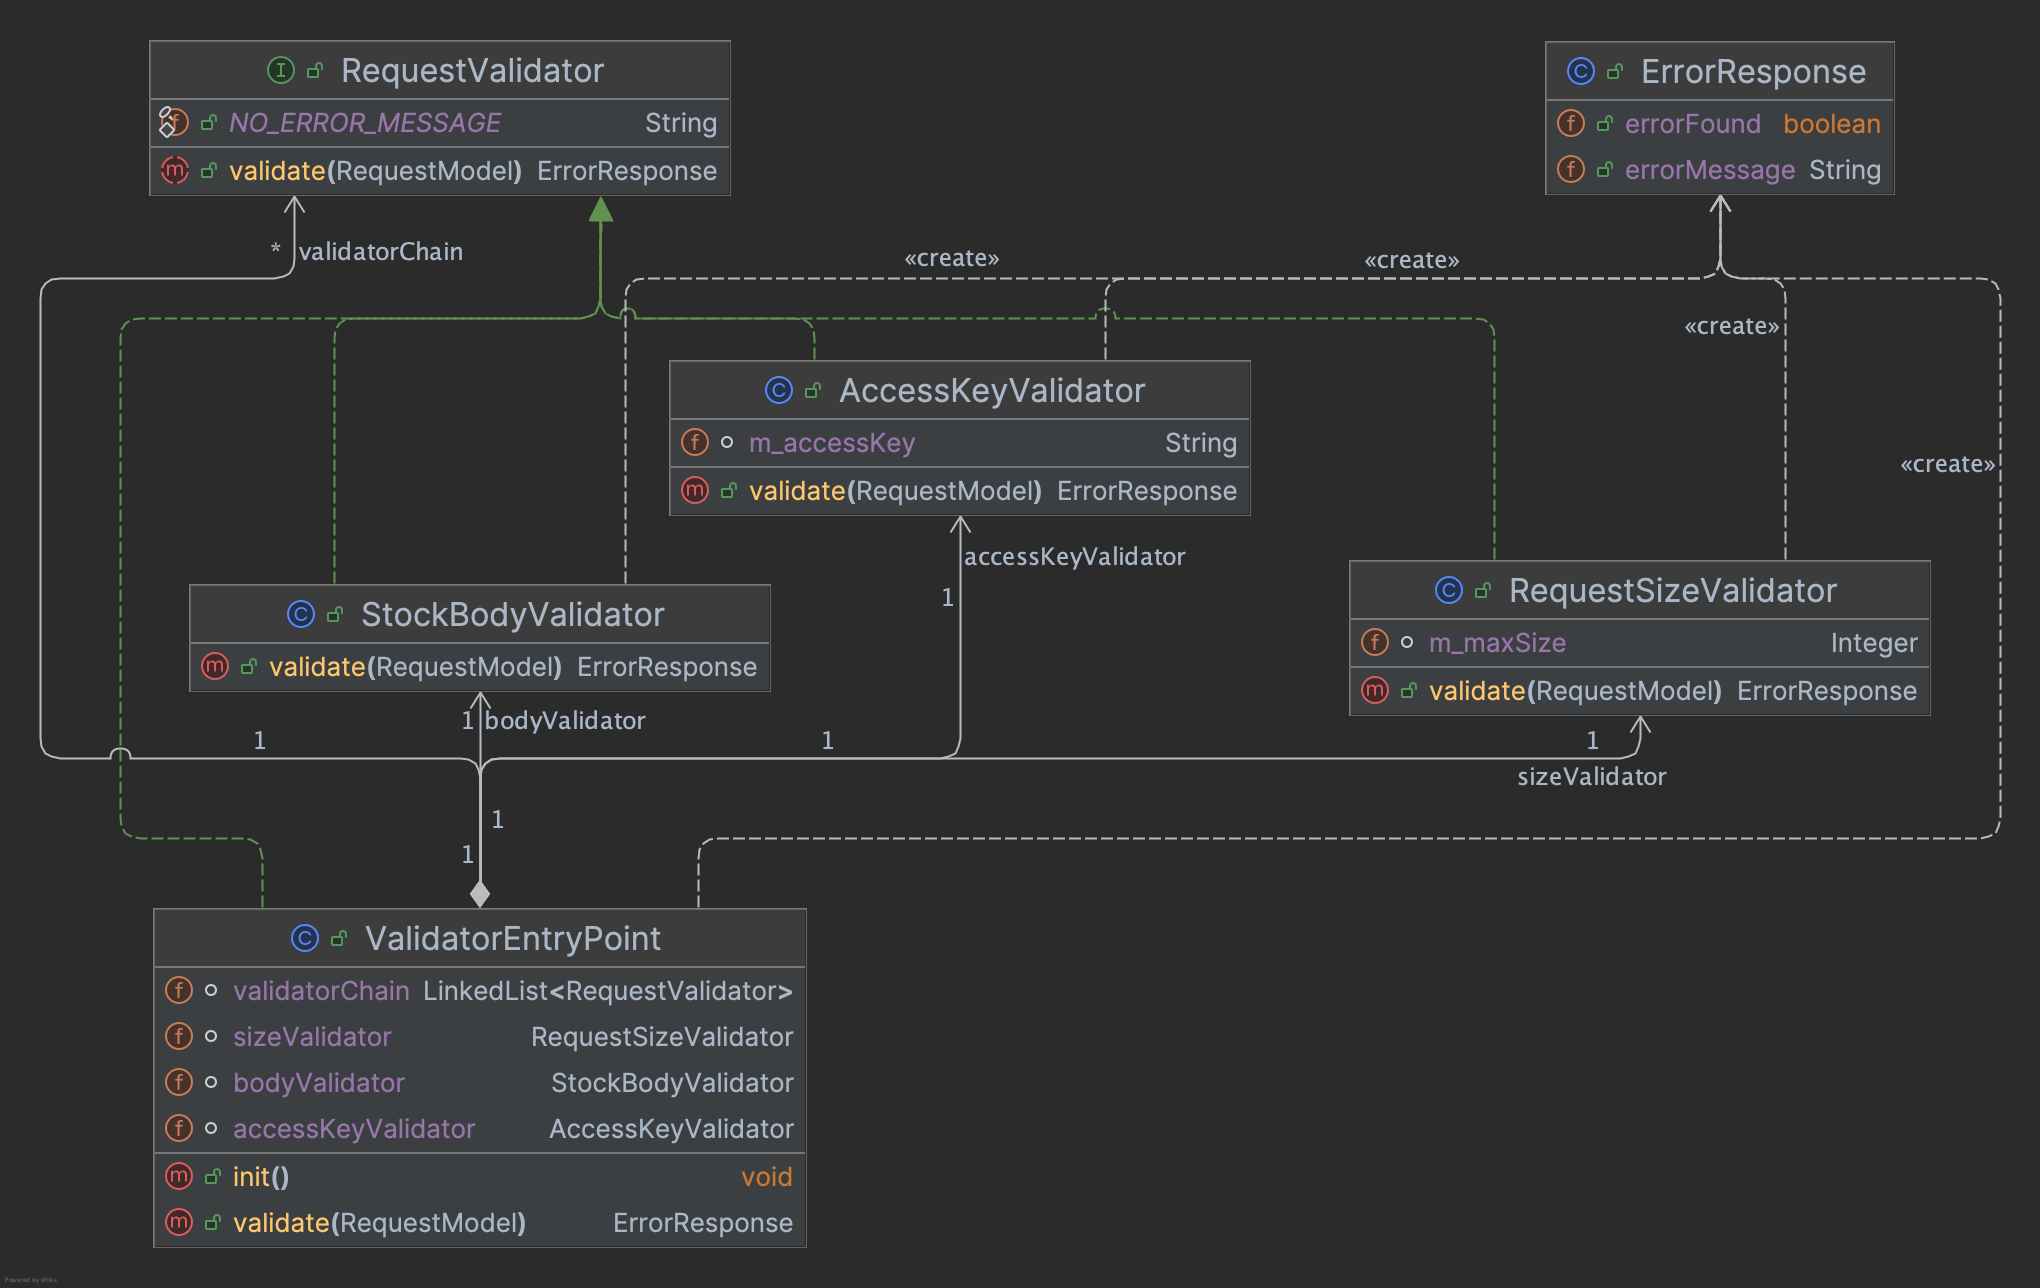 RequestValidator
NO_ERROR_MESSAGE String
validate(RequestModel) ErrorResponse
ErrorResponse
errorFound boolean
errorMessage String
* validatorChain
«create»
«create»
«create»
«create»
AccessKeyValidator
m_accessKey String
validate(RequestModel) ErrorResponse
accessKeyValidator
1
StockBodyValidator
validate(RequestModel) ErrorResponse
1 bodyValidator
RequestSizeValidator
m_maxSize Integer
validate(RequestModel) ErrorResponse
1
1
1
sizeValidator
1
1
ValidatorEntryPoint
validatorChain LinkedList<RequestValidator>
sizeValidator RequestSizeValidator
bodyValidator StockBodyValidator
accessKeyValidator AccessKeyValidator
init() void
validate(RequestModel) ErrorResponse
Powered by yFiles